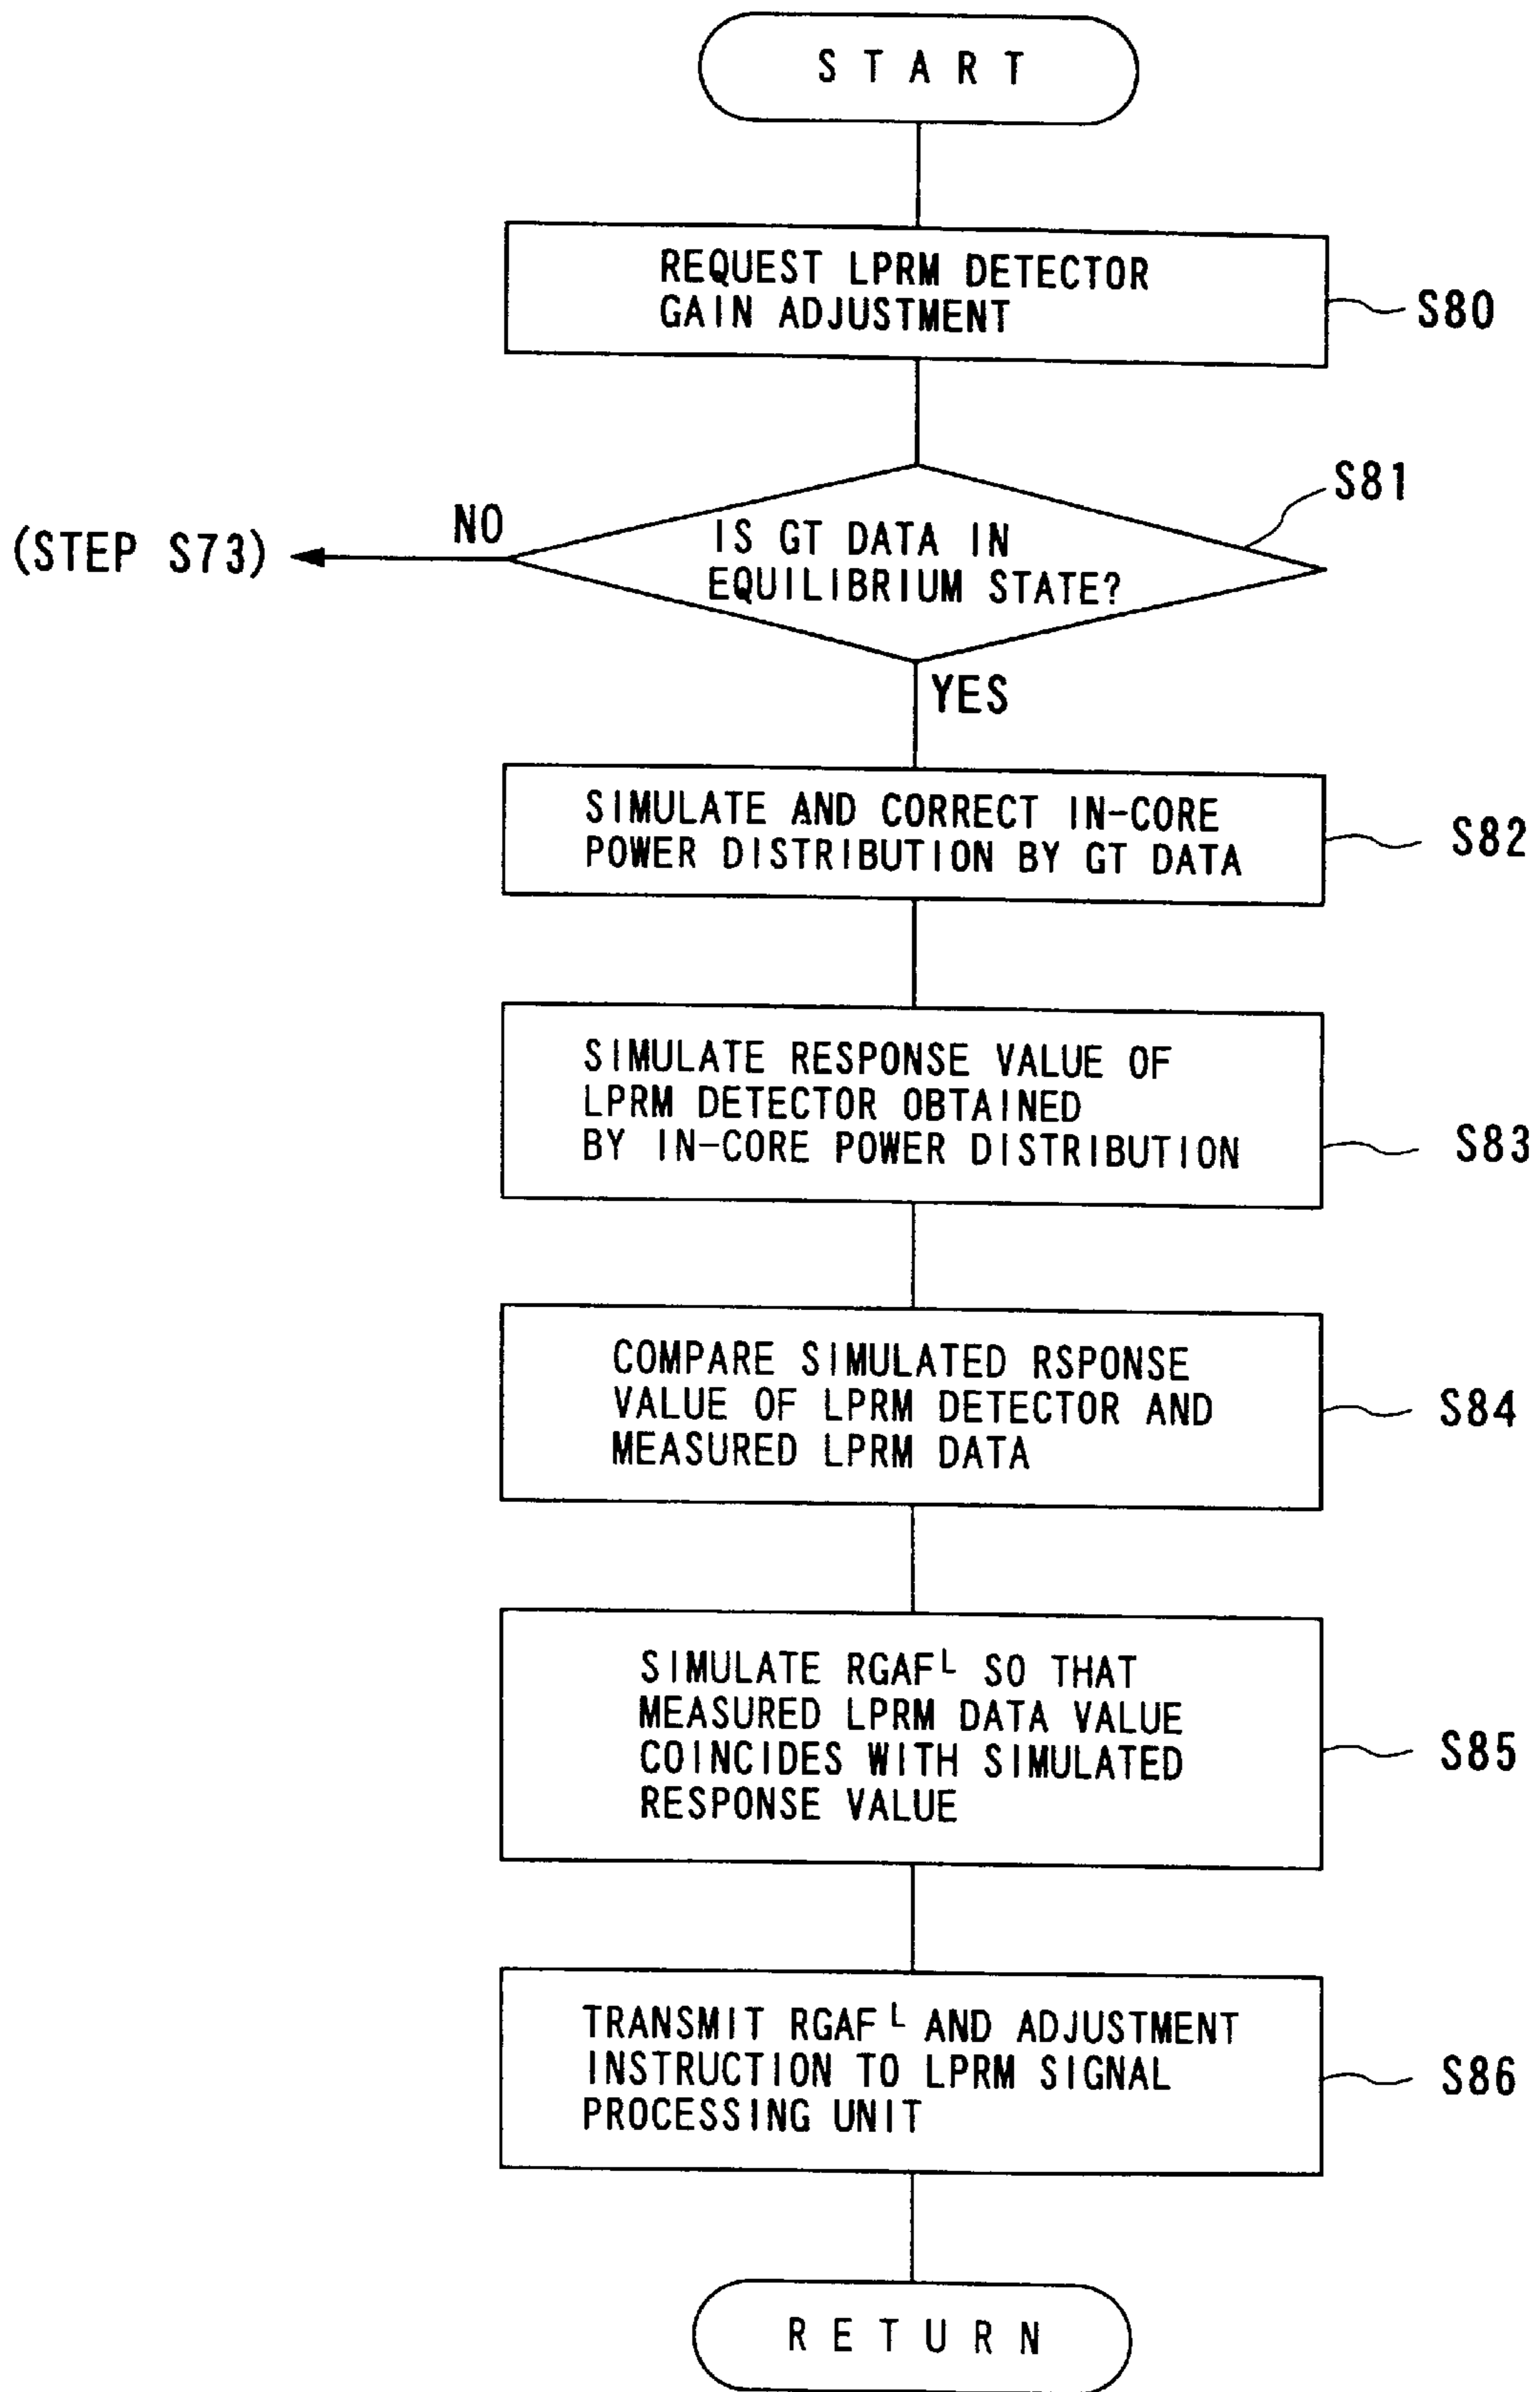 START
REQUEST LPRM DETECTOR
GAIN ADJUSTMENT
S80
S81
(STEP S73)
NO
IS GT DATA IN
EQUILIBRIUM STATE?
YES
SIMULATE AND CORRECT IN-CORE
POWER DISTRIBUTION BY GT DATA
S82
SIMULATE RESPONSE VALUE OF
LPRM DETECTOR OBTAINED
BY IN-CORE POWER DISTRIBUTION
S83
COMPARE SIMULATED RSPONSE
VALUE OF LPRM DETECTOR AND
MEASURED LPRM DATA
S84
SIMULATE RGAF^L SO THAT
MEASURED LPRM DATA VALUE
COINCIDES WITH SIMULATED
RESPONSE VALUE
S85
TRANSMIT RGAF^L AND ADJUSTMENT
INSTRUCTION TO LPRM SIGNAL
PROCESSING UNIT
S86
RETURN